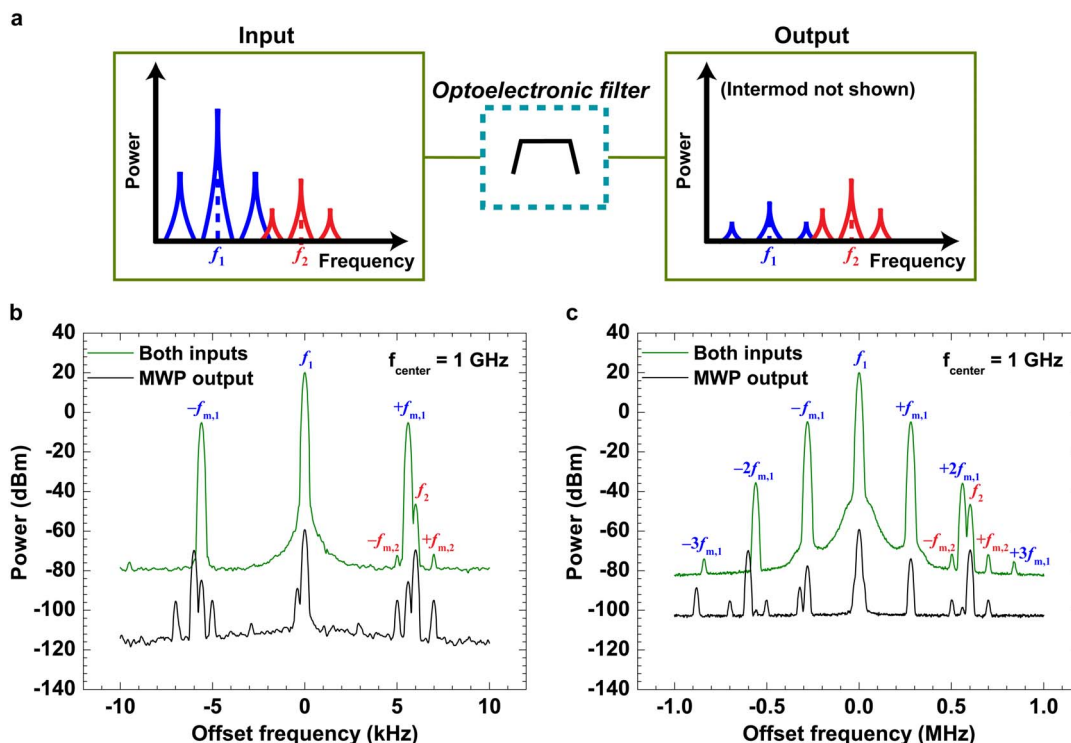 a
Input
Output
Optoelectronic filter
(Intermod not shown)
Power
Power
f1
f2
Frequency
f1
f2
Frequency
b
Both inputs
MWP output
fcenter = 1 GHz
f1
−fm,1
+fm,1
f2
−fm,2
+fm,2
Power (dBm)
40
20
0
-20
-40
-60
-80
-100
-120
-140
-10
-5
0
5
10
Offset frequency (kHz)
c
Both inputs
MWP output
fcenter = 1 GHz
f1
−fm,1
+fm,1
−2fm,1
+2fm,1
f2
−3fm,1
−fm,2
+fm,2
+3fm,1
Power (dBm)
40
20
0
-20
-40
-60
-80
-100
-120
-140
-1.0
-0.5
0.0
0.5
1.0
Offset frequency (MHz)